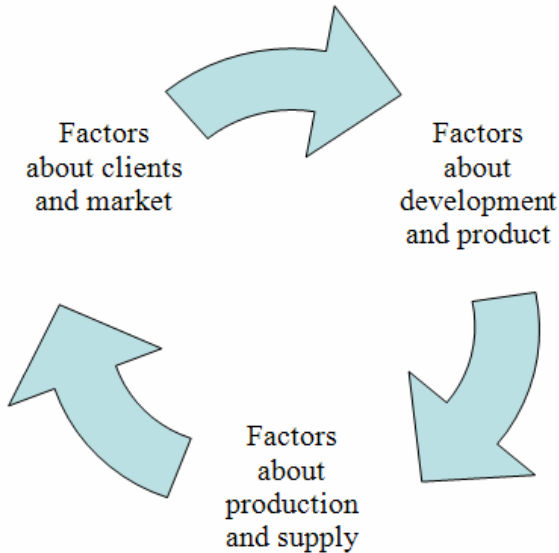 Factors
about clients
and market
Factors
about
development
and product
Factors
about
production
and supply